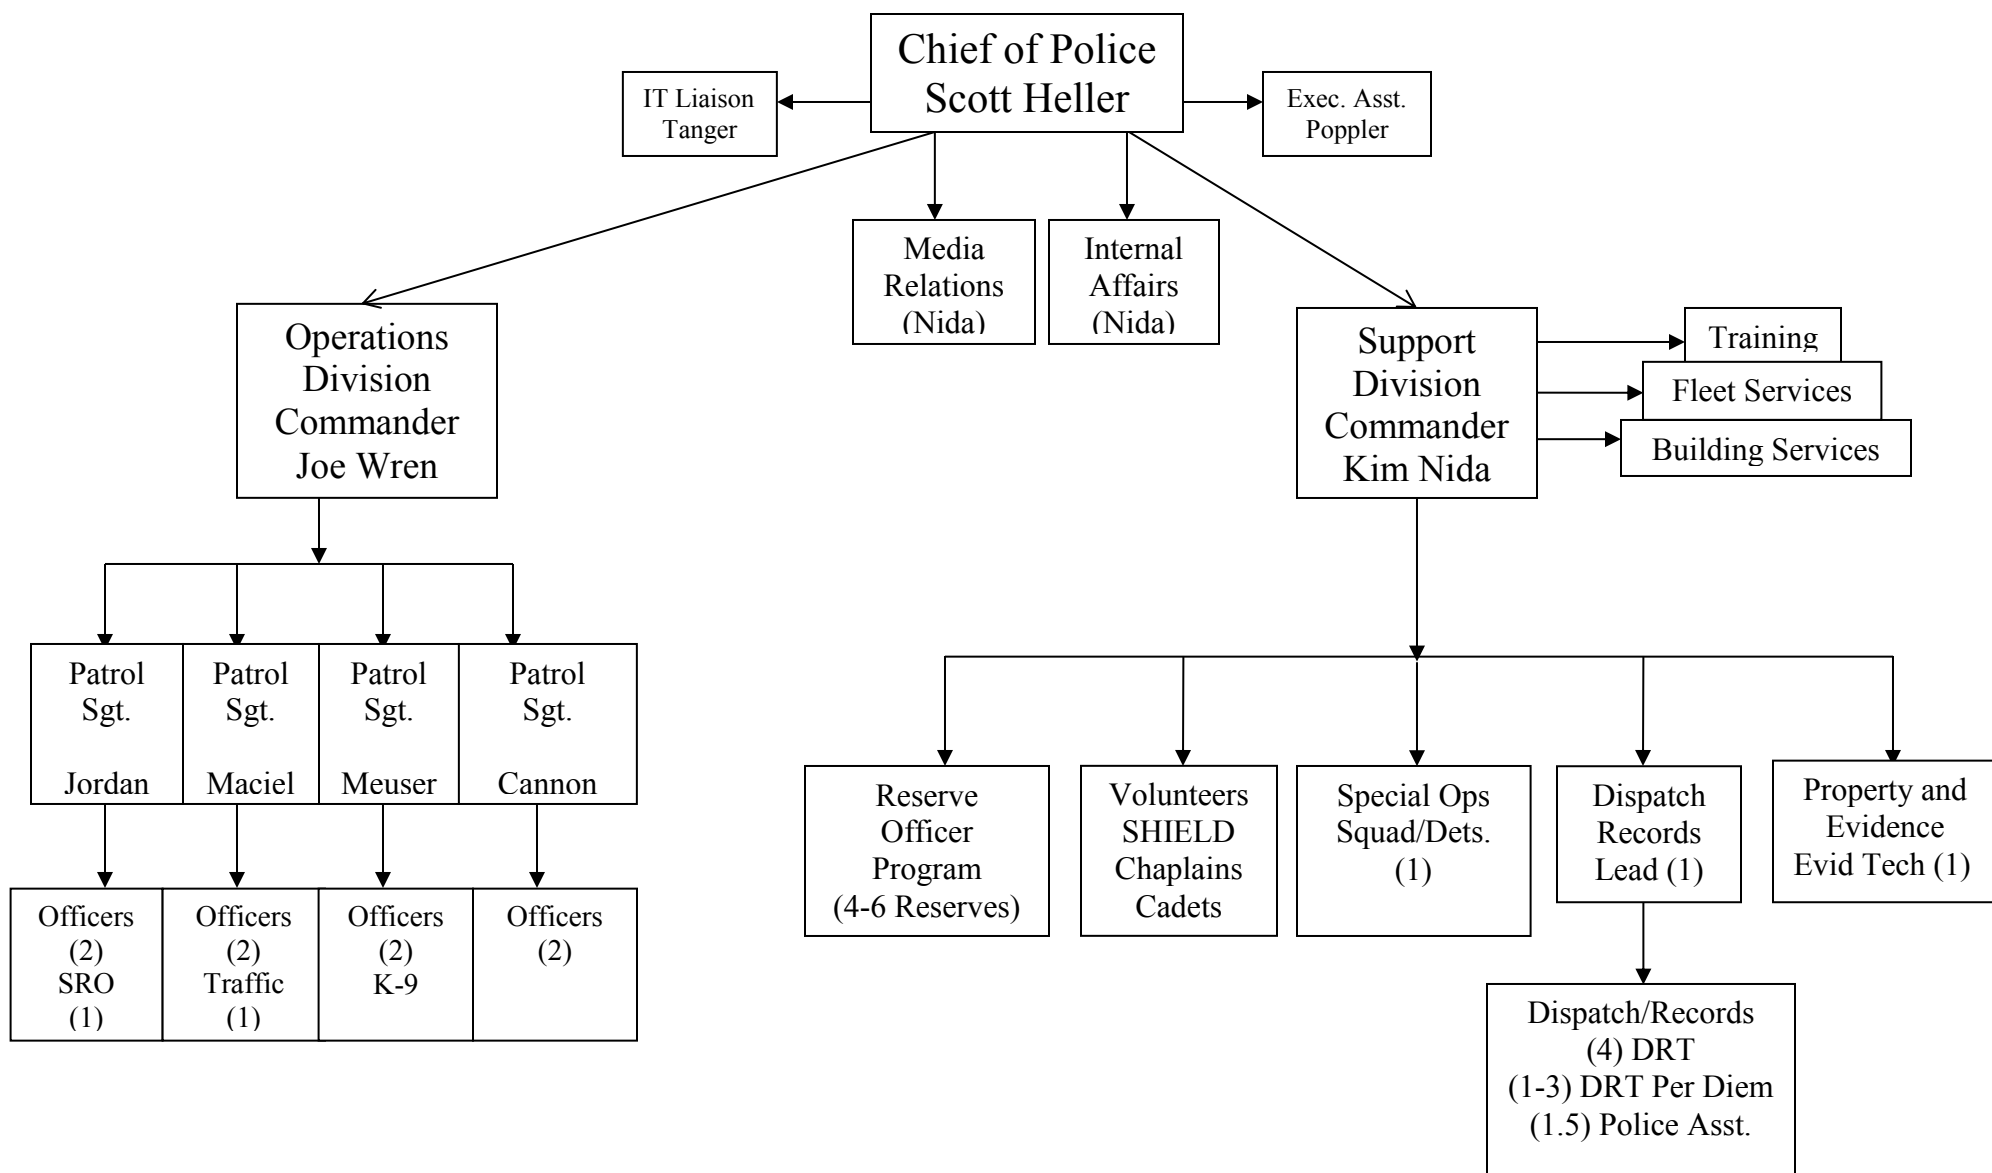 Chief of Police
Scott Heller
IT Liaison
Tanger
Exec. Asst.
Poppler
Media
Relations
(Nida)
Internal
Affairs
(Nida)
Operations
Division
Commander
Joe Wren
Support
Division
Commander
Kim Nida
Training
Fleet Services
Building Services
Patrol
Sgt.
Jordan
Patrol
Sgt.
Maciel
Patrol
Sgt.
Meuser
Patrol
Sgt.
Cannon
Officers
(2)
SRO
(1)
Officers
(2)
Traffic
(1)
Officers
(2)
K-9
Officers
(2)
Reserve
Officer
Program
(4-6 Reserves)
Volunteers
SHIELD
Chaplains
Cadets
Special Ops
Squad/Dets.
(1)
Dispatch
Records
Lead (1)
Property and
Evidence
Evid Tech (1)
Dispatch/Records
(4) DRT
(1-3) DRT Per Diem
(1.5) Police Asst.